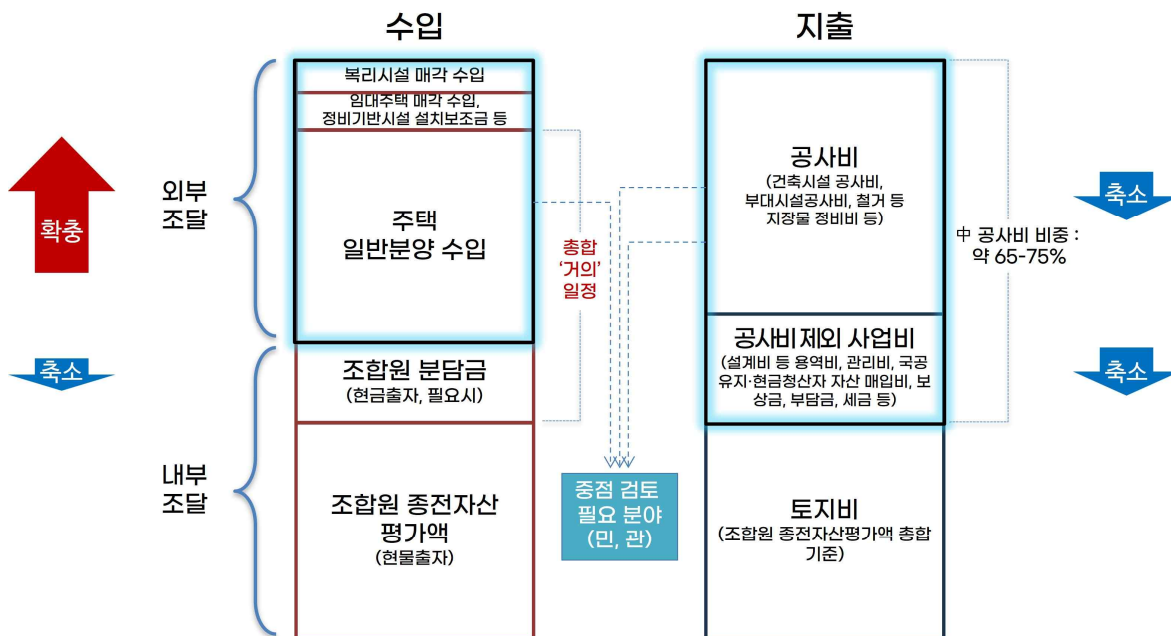 수입
지출
확충
축소
외부
조달
내부
조달
복리시설 매각 수입
임대주택 매각 수입,
정비기반시설 설치보조금 등
주택
일반분양 수입
조합원 분담금
(현금출자, 필요시)
조합원 종전자산
평가액
(현물출자)
총합
‘거의’
일정
중점 검토
필요 분야
(민, 관)
공사비
(건축시설 공사비,
부대시설공사비, 철거 등
지장물 정비비 등)
공사비 제외 사업비
(설계비 등 용역비, 관리비, 국공
유지·현금청산자 자산 매입비, 보
상금, 부담금, 세금 등)
토지비
(조합원 종전자산평가액 총합
기준)
中 공사비 비중 :
약 65-75%
축소
축소